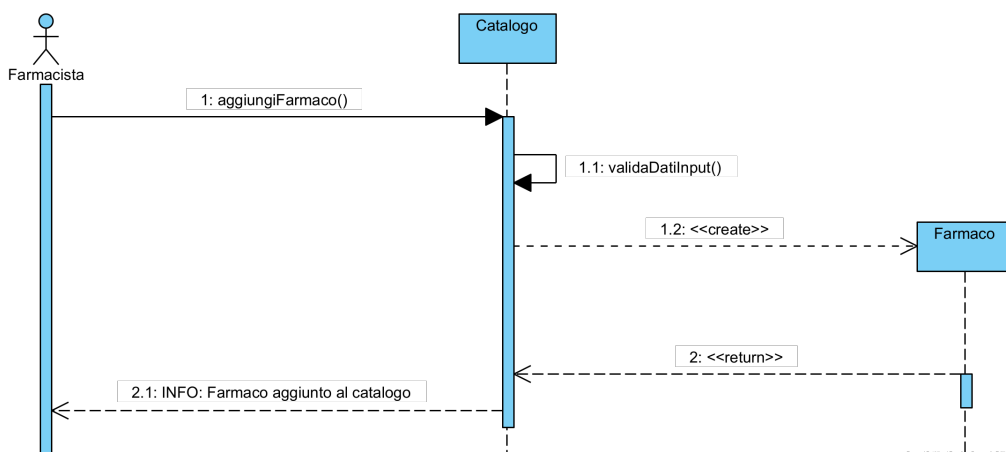 Catalogo
Farmacista
1: aggiungiFarmaco()
1.1: validaDatiInput()
1.2: <<create>>
Farmaco
2: <<return>>
2.1: INFO: Farmaco aggiunto al catalogo